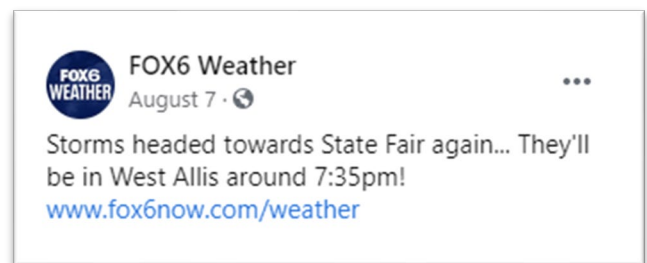 FOX6
WEATHER
FOX6 Weather
August 7 ·
Storms headed towards State Fair again... They'll
be in West Allis around 7:35pm!
www.fox6now.com/weather